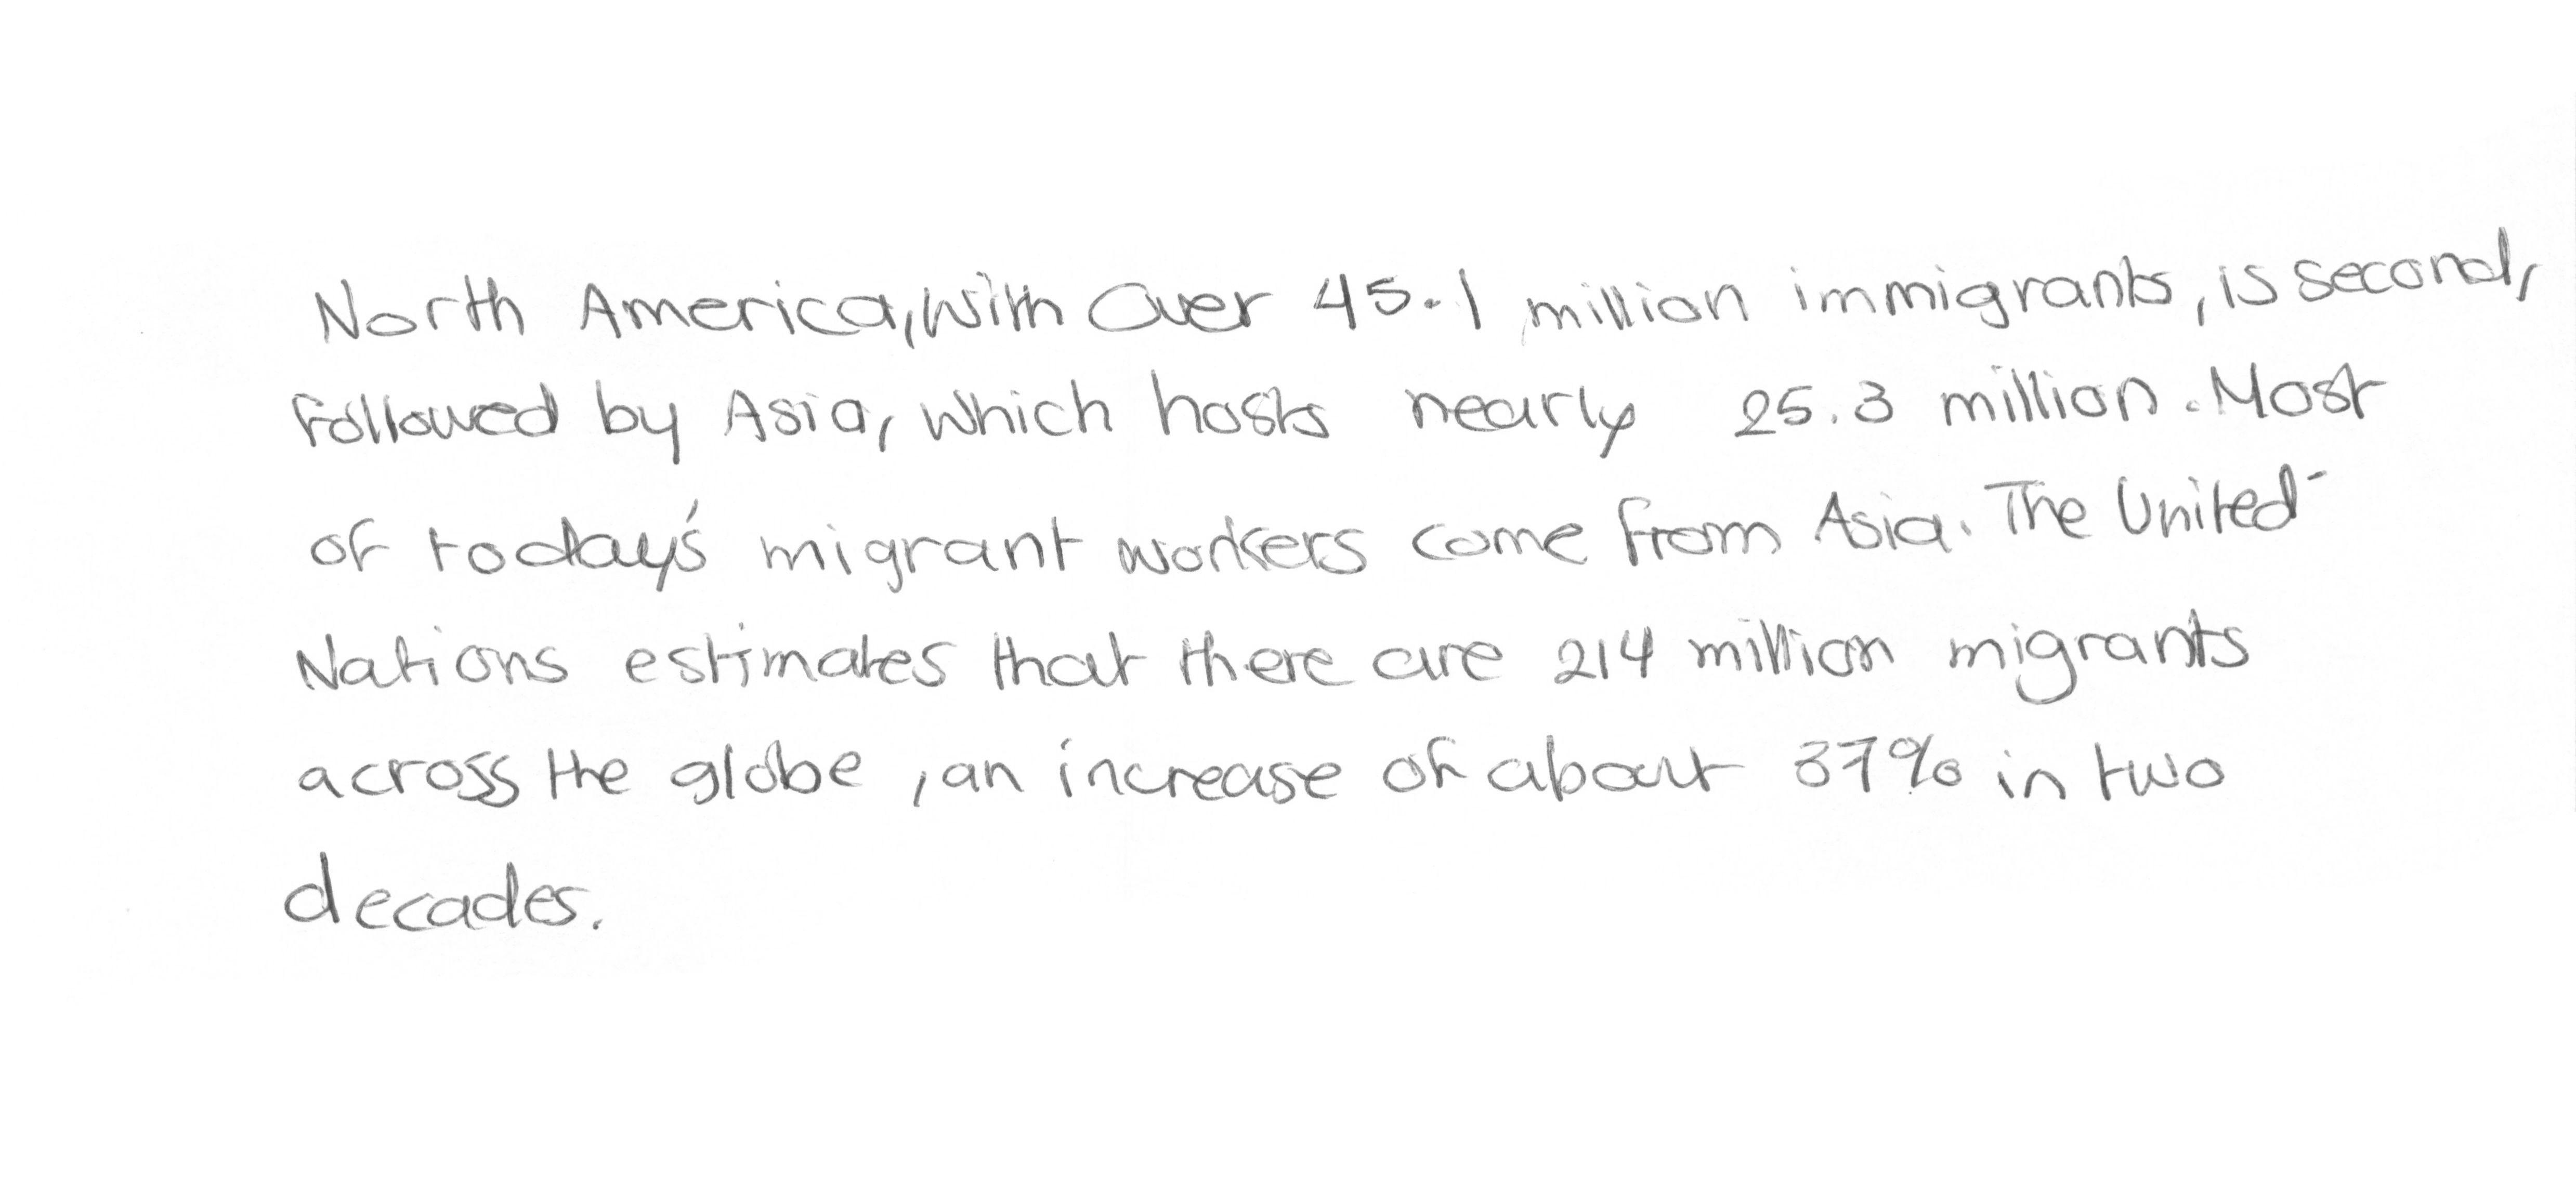 North America, with over 45.1 million immigrants, is second,
followed by Asia, which hosts nearly 25.3 million. Most
of today's migrant workers come from Asia. The United
Nations estimates that there are 214 million migrants
across the globe, an increase of about 37% in two
decades.